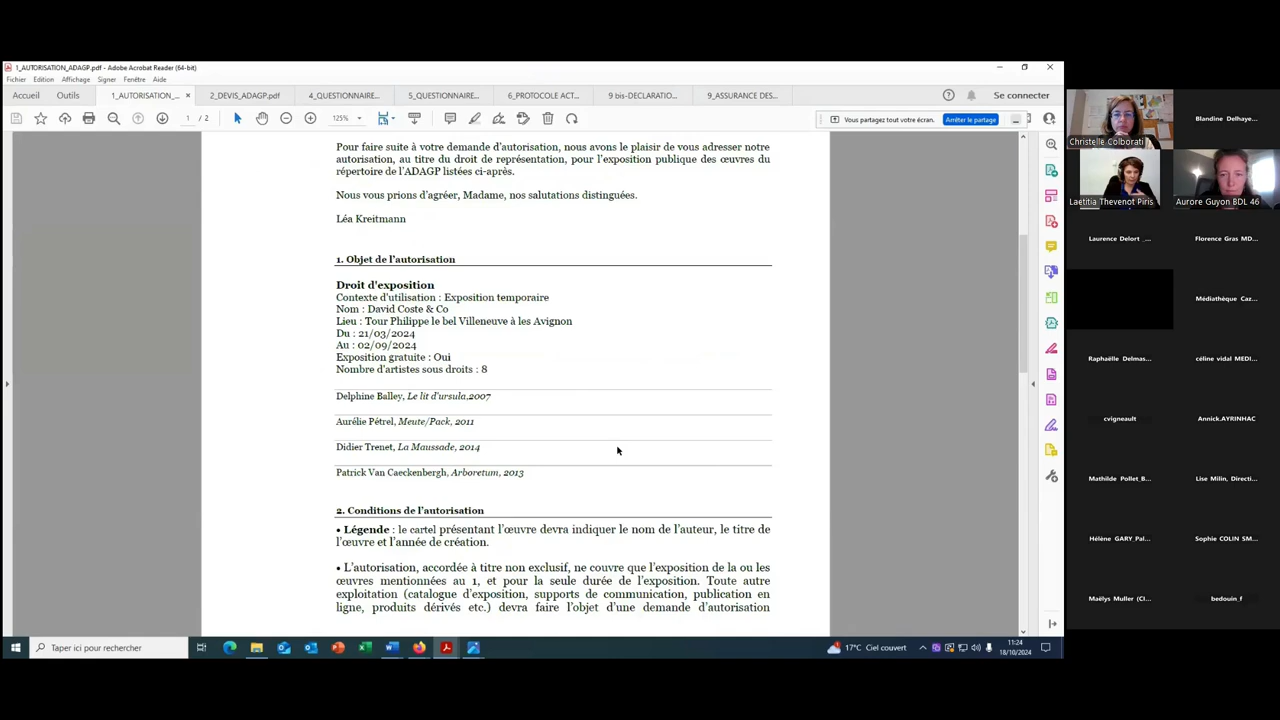 1_AUTORISATION_ADAGP.pdf - Adobe Acrobat Reader (64-bit)
Fichier Edition Affichage Signer Fenêtre Aide
Accueil Outils 1_AUTORISATION_... × 2_DEVIS_ADAGP.pdf 4_QUESTIONNAIRE... 5_QUESTIONNAIRE... 6_PROTOCOLE ACT... 9 bis-DECLARATIO... 9_ASSURANCE DES... Se connecter
1 / 2 125% Vous partagez tout votre écran. Arrêter le partage
Pour faire suite à votre demande d'autorisation, nous avons le plaisir de vous adresser notre
autorisation, au titre du droit de représentation, pour l'exposition publique des œuvres du
répertoire de l'ADAGP listées ci-après.
Nous vous prions d'agréer, Madame, nos salutations distinguées.
Léa Kreitmann
1. Objet de l'autorisation
Droit d'exposition
Contexte d'utilisation : Exposition temporaire
Nom : David Coste & Co
Lieu : Tour Philippe le bel Villeneuve à les Avignon
Du : 21/03/2024
Au : 02/09/2024
Exposition gratuite : Oui
Nombre d'artistes sous droits : 8
Delphine Balley, Le lit d'ursula,2007
Aurélie Pétrel, Meute/Pack, 2011
Didier Trenet, La Maussade, 2014
Patrick Van Caeckenbergh, Arboretum, 2013
2. Conditions de l'autorisation
• Légende : le cartel présentant l'œuvre devra indiquer le nom de l'auteur, le titre de
l'œuvre et l'année de création.
• L'autorisation, accordée à titre non exclusif, ne couvre que l'exposition de la ou les
œuvres mentionnées au 1, et pour la seule durée de l'exposition. Toute autre
exploitation (catalogue d'exposition, supports de communication, publication en
ligne, produits dérivés etc.) devra faire l'objet d'une demande d'autorisation
Taper ici pour rechercher
17°C Ciel couvert
11:24
18/10/2024
Christelle Colborati
Blandine Delhaye...
Laetitia Thevenot Piris
Aurore Guyon BDL 46
Laurence Delort _...
Florence Gras MD...
Médiathèque Caz...
Raphaëlle Delmas...
céline vidal MEDI...
cvigneault
Annick.AYRINHAC
Mathilde Pollet_B...
Lise Milin, Directi...
Hélène GARY_Pal...
Sophie COLIN SM...
Maëlys Muller (CI...
bedouin_f